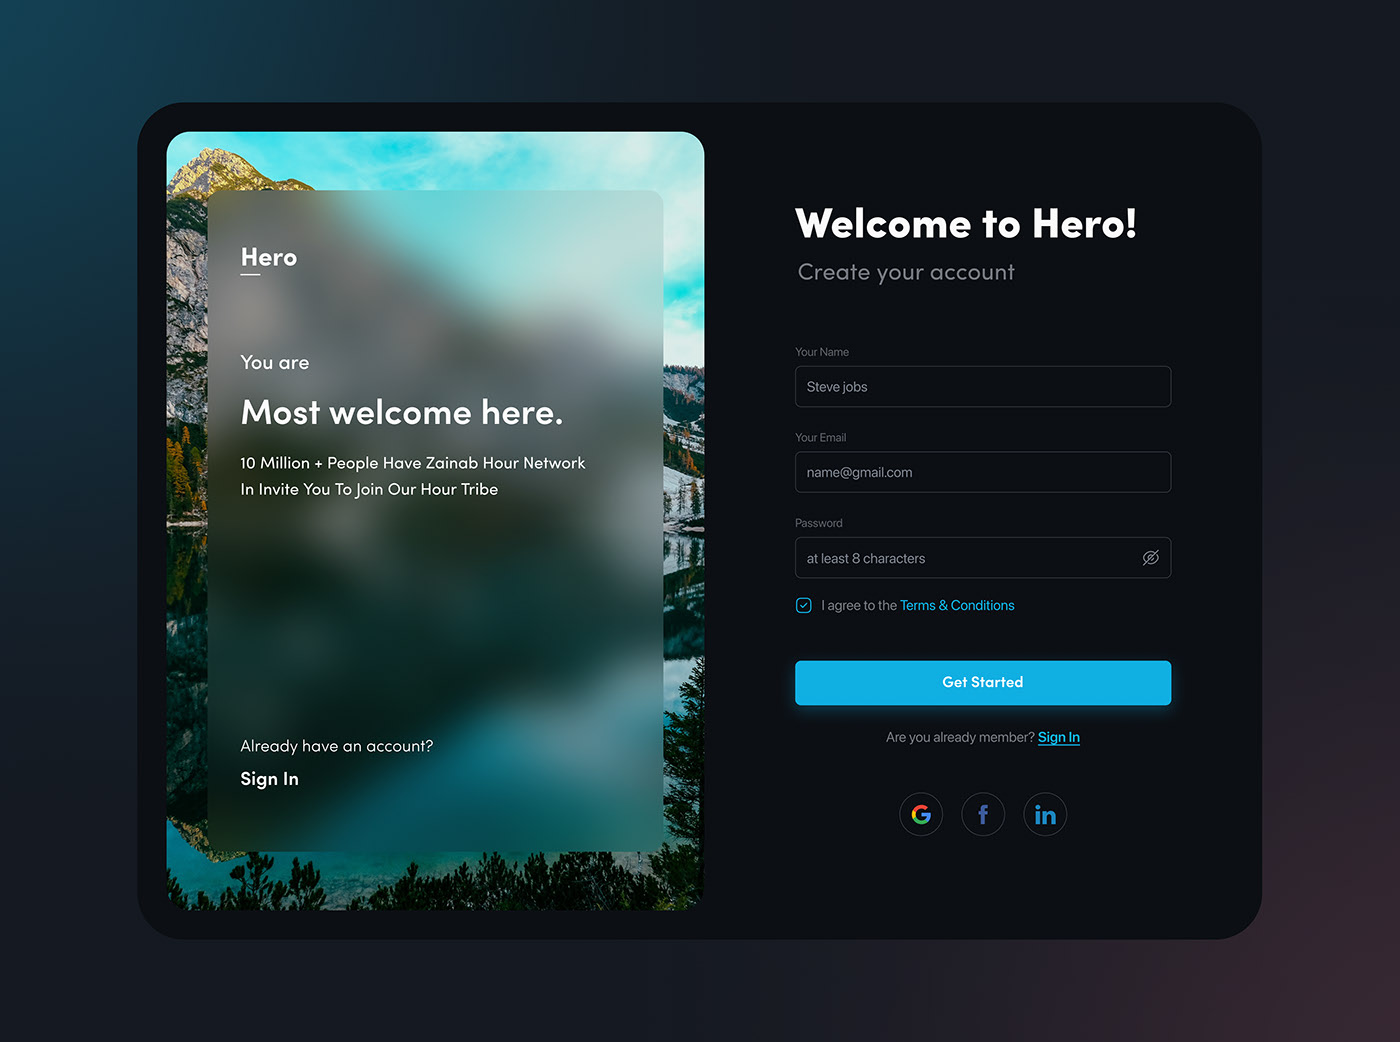 Hero
You are
Most welcome here.
10 Million + People Have Zainab Hour Network
In Invite You To Join Our Hour Tribe
Already have an account?
Sign In
Welcome to Hero!
Create your account
Your Name
Steve jobs
Your Email
name@gmail.com
Password
at least 8 characters
I agree to the Terms & Conditions
Get Started
Are you already member? Sign In
G f in